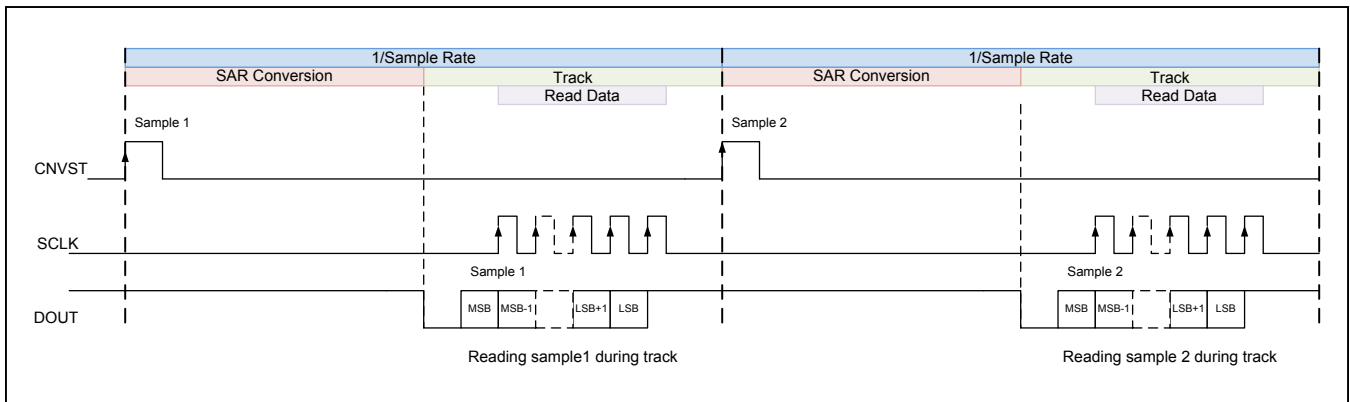 1/Sample Rate 1/Sample Rate
SAR Conversion Track SAR Conversion Track
Read Data Read Data
Sample 1 Sample 2
CNVST
SCLK
Sample 1 Sample 2
DOUT MSB MSB-1 LSB+1 LSB MSB MSB-1 LSB+1 LSB
Reading sample1 during track Reading sample 2 during track